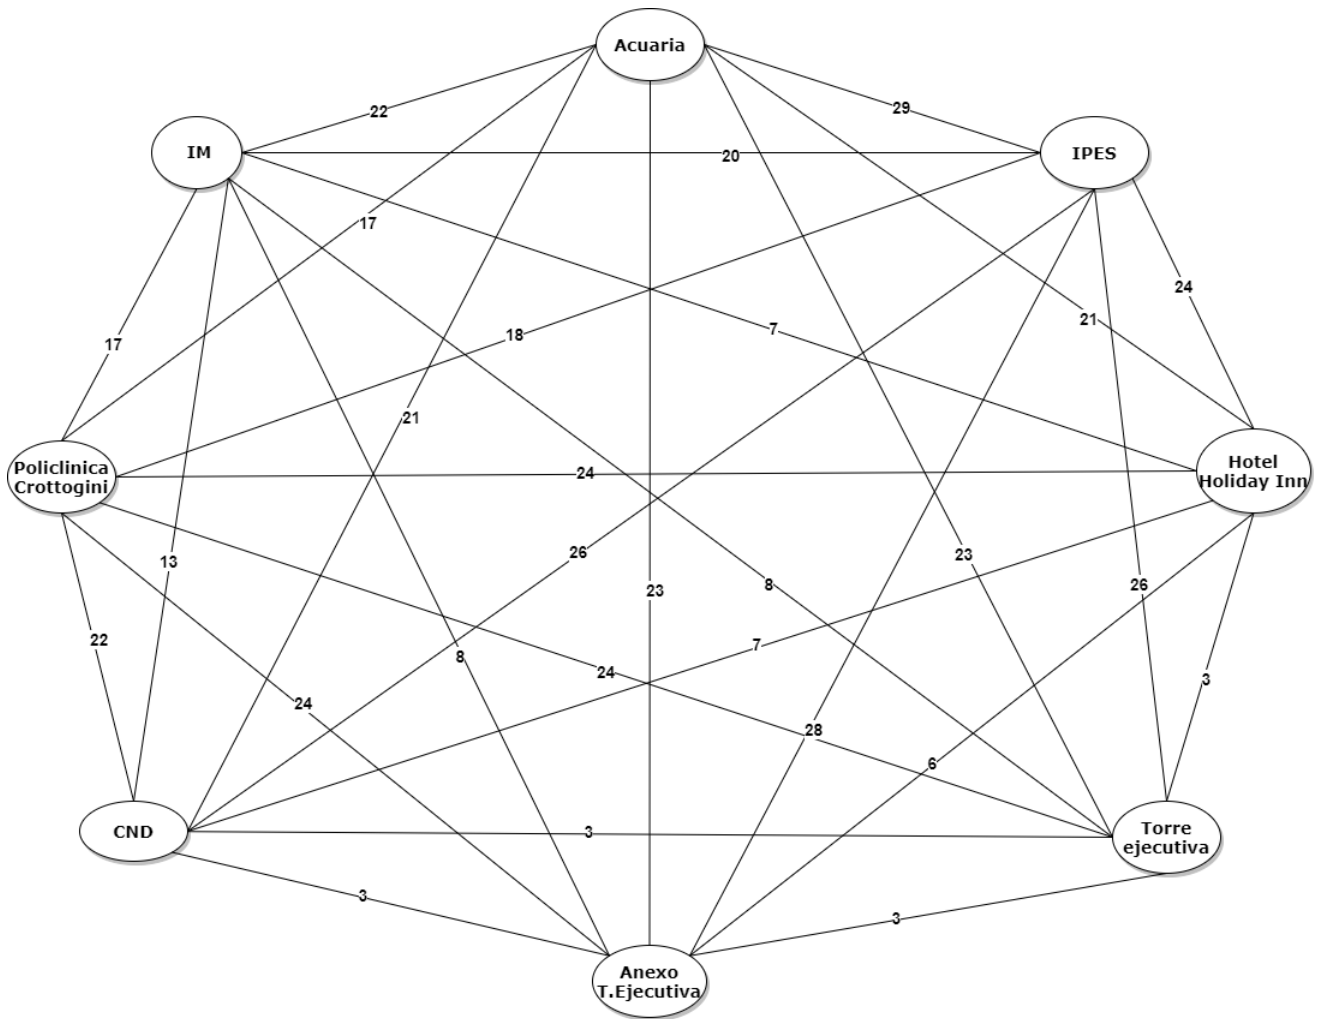 Acuaria
22
29
IM
20
IPES
17
24
21
18
7
17
21
Policlinica
Crottogini
24
Hotel
Holiday Inn
13
26
23
8
26
23
22
7
8
24
3
24
28
6
CND
3
Torre
ejecutiva
3
3
Anexo
T.Ejecutiva